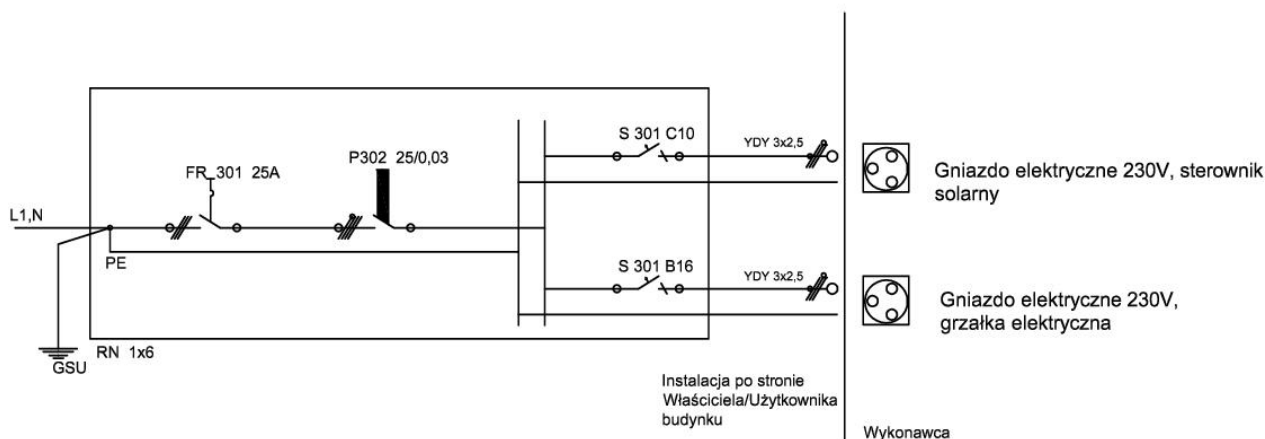 S 301 C10
YDY 3x2,5
P302 25/0,03
FR 301 25A
Gniazdo elektryczne 230V, sterownik
solarny
L1,N
PE
S 301 B16
YDY 3x2,5
Gniazdo elektryczne 230V,
grzałka elektryczna
RN 1x6
GSU
Instalacja po stronie
Właściciela/Użytkownika
budynku
Wykonawca